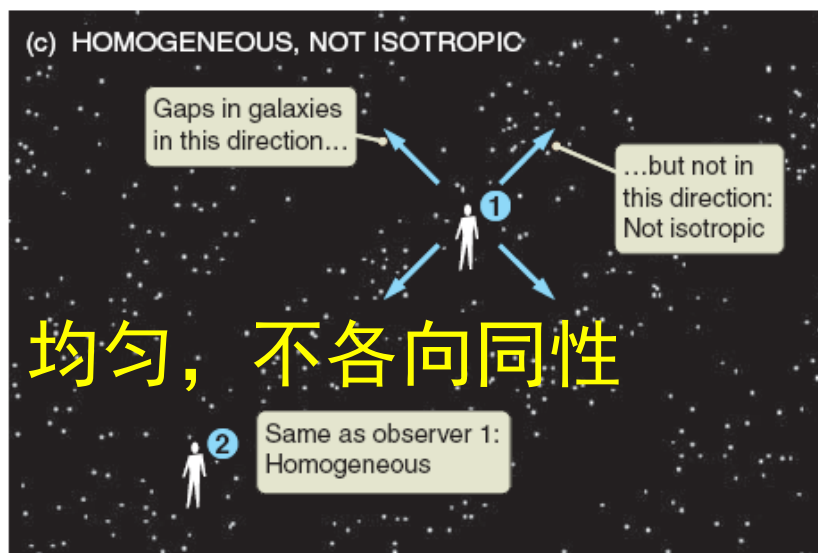 (c) HOMOGENEOUS, NOT ISOTROPIC
Gaps in galaxies
in this direction...
...but not in
this direction:
Not isotropic
1
均匀，不各向同性
2
Same as observer 1:
Homogeneous